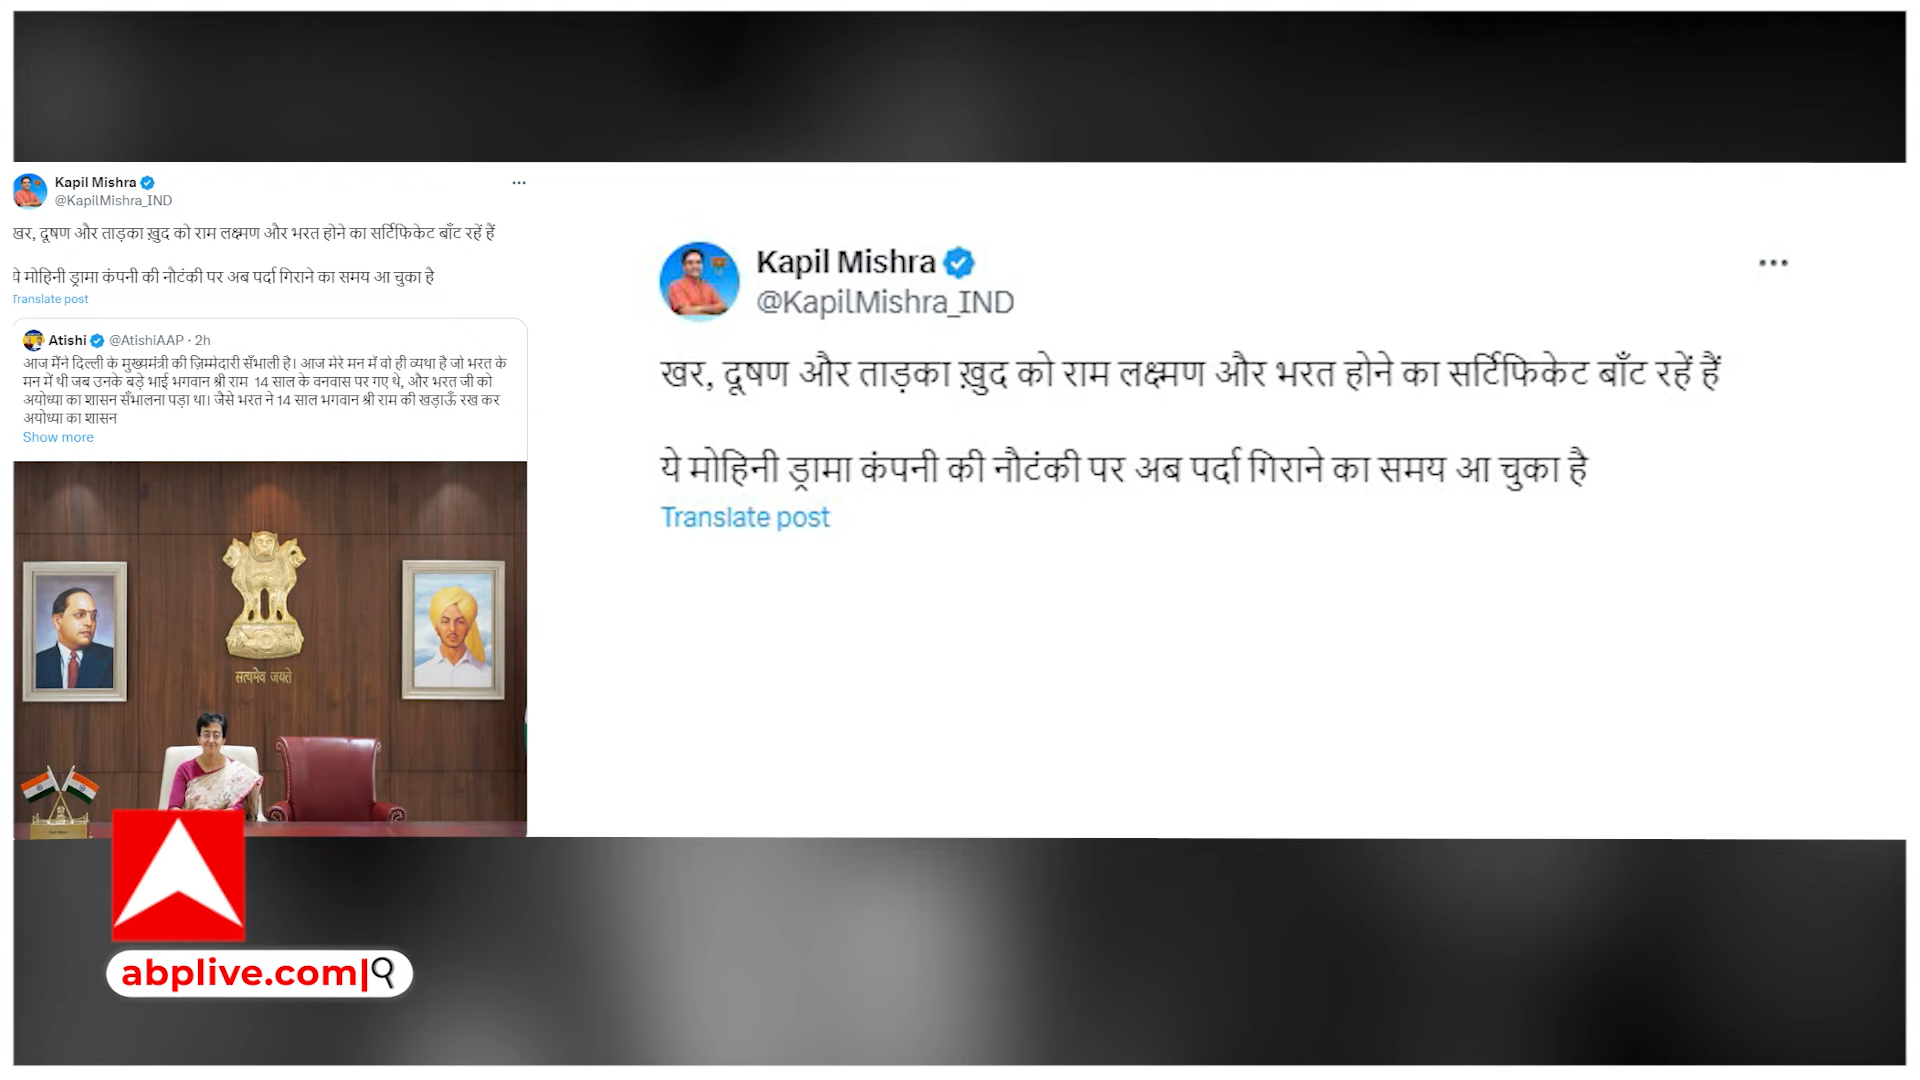 Kapil Mishra
@KapilMishra_IND
खर, दूषण और ताड़का ख़ुद को राम लक्ष्मण और भरत होने का सर्टिफिकेट बाँट रहें हैं
ये मोहिनी ड्रामा कंपनी की नौटंकी पर अब पर्दा गिराने का समय आ चुका है
Translate post
Atishi @AtishiAAP · 2h
आज मैंने दिल्ली के मुख्यमंत्री की ज़िम्मेदारी सँभाली है। आज मेरे मन में वो ही व्यथा है जो भरत के
मन में थी जब उनके बड़े भाई भगवान श्री राम 14 साल के वनवास पर गए थे, और भरत जी को
अयोध्या का शासन सँभालना पड़ा था। जैसे भरत ने 14 साल भगवान श्री राम की खड़ाऊँ रख कर
अयोध्या का शासन
Show more
सत्यमेव जयते
Kapil Mishra
@KapilMishra_IND
खर, दूषण और ताड़का ख़ुद को राम लक्ष्मण और भरत होने का सर्टिफिकेट बाँट रहें हैं
ये मोहिनी ड्रामा कंपनी की नौटंकी पर अब पर्दा गिराने का समय आ चुका है
Translate post
abplive.com